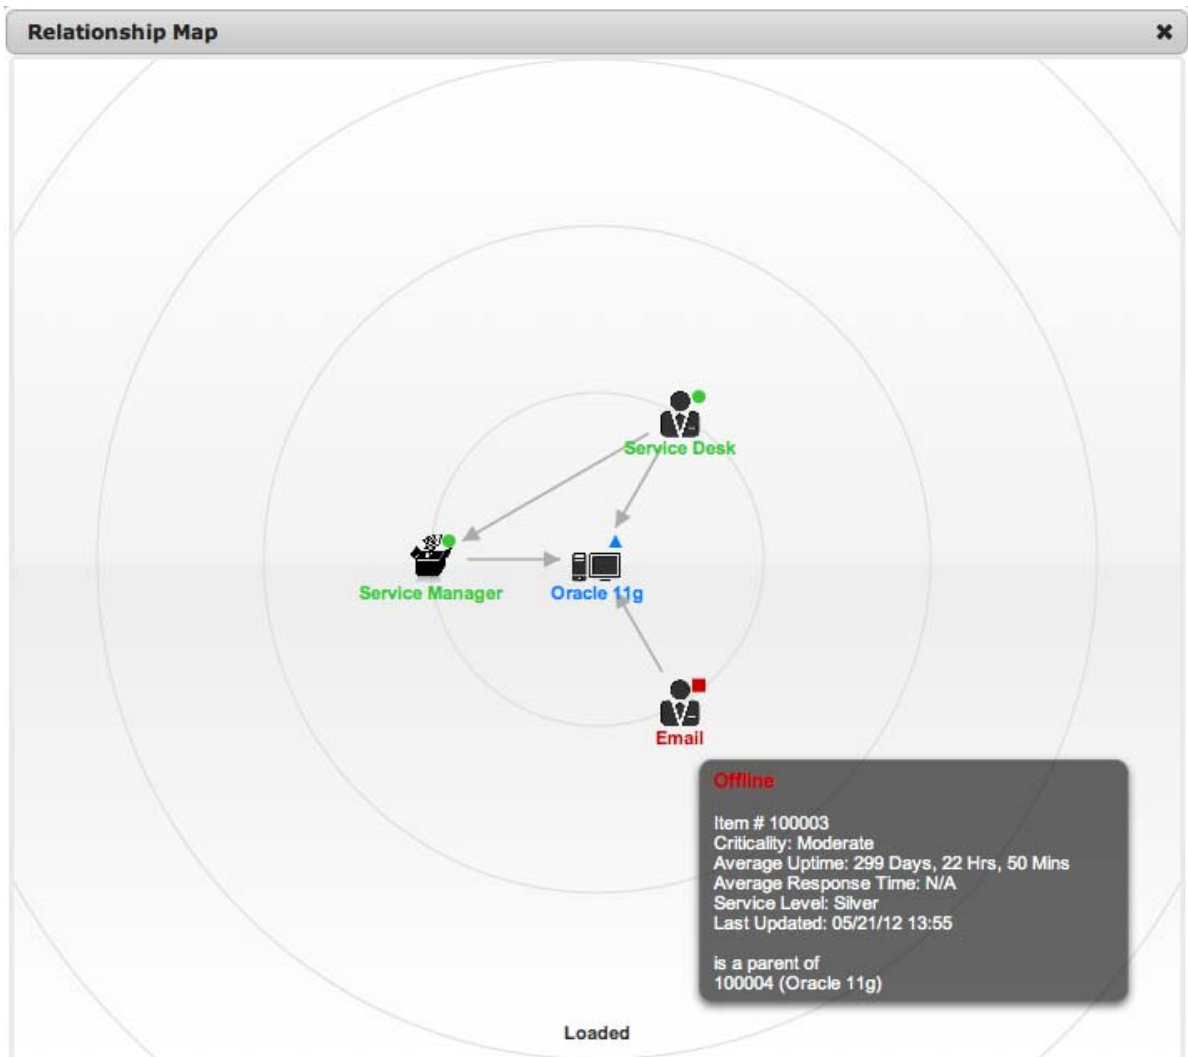 Relationship Map
Service Desk
Service Manager
Oracle 11g
Email
Offline
Item # 100003
Criticality: Moderate
Average Uptime: 299 Days, 22 Hrs, 50 Mins
Average Response Time: N/A
Service Level: Silver
Last Updated: 05/21/12 13:55
is a parent of
100004 (Oracle 11g)
Loaded